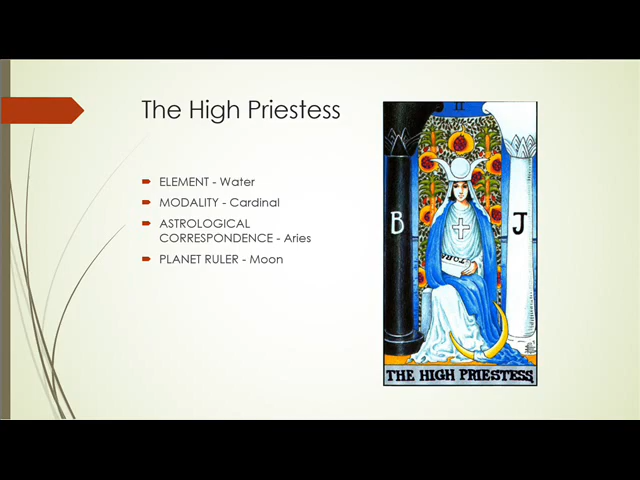 The High Priestess
ELEMENT - Water
MODALITY - Cardinal
ASTROLOGICAL
CORRESPONDENCE - Aries
PLANET RULER - Moon
II
B
J
TORA
THE HIGH PRIESTESS